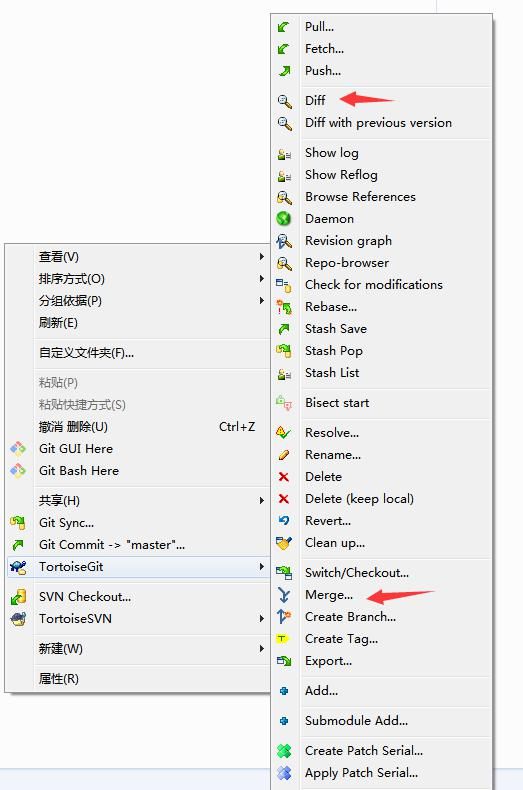 查看(V)
排序方式(O)
分组依据(P)
刷新(E)
自定义文件夹(F)...
粘贴(P)
粘贴快捷方式(S)
撤消 删除(U) Ctrl+Z
Git GUI Here
Git Bash Here
共享(H)
Git Sync...
Git Commit -> "master"...
TortoiseGit
SVN Checkout...
TortoiseSVN
新建(W)
属性(R)
Pull...
Fetch...
Push...
Diff
Diff with previous version
Show log
Show Reflog
Browse References
Daemon
Revision graph
Repo-browser
Check for modifications
Rebase...
Stash Save
Stash Pop
Stash List
Bisect start
Resolve...
Rename...
Delete
Delete (keep local)
Revert...
Clean up...
Switch/Checkout...
Merge...
Create Branch...
Create Tag...
Export...
Add...
Submodule Add...
Create Patch Serial...
Apply Patch Serial...